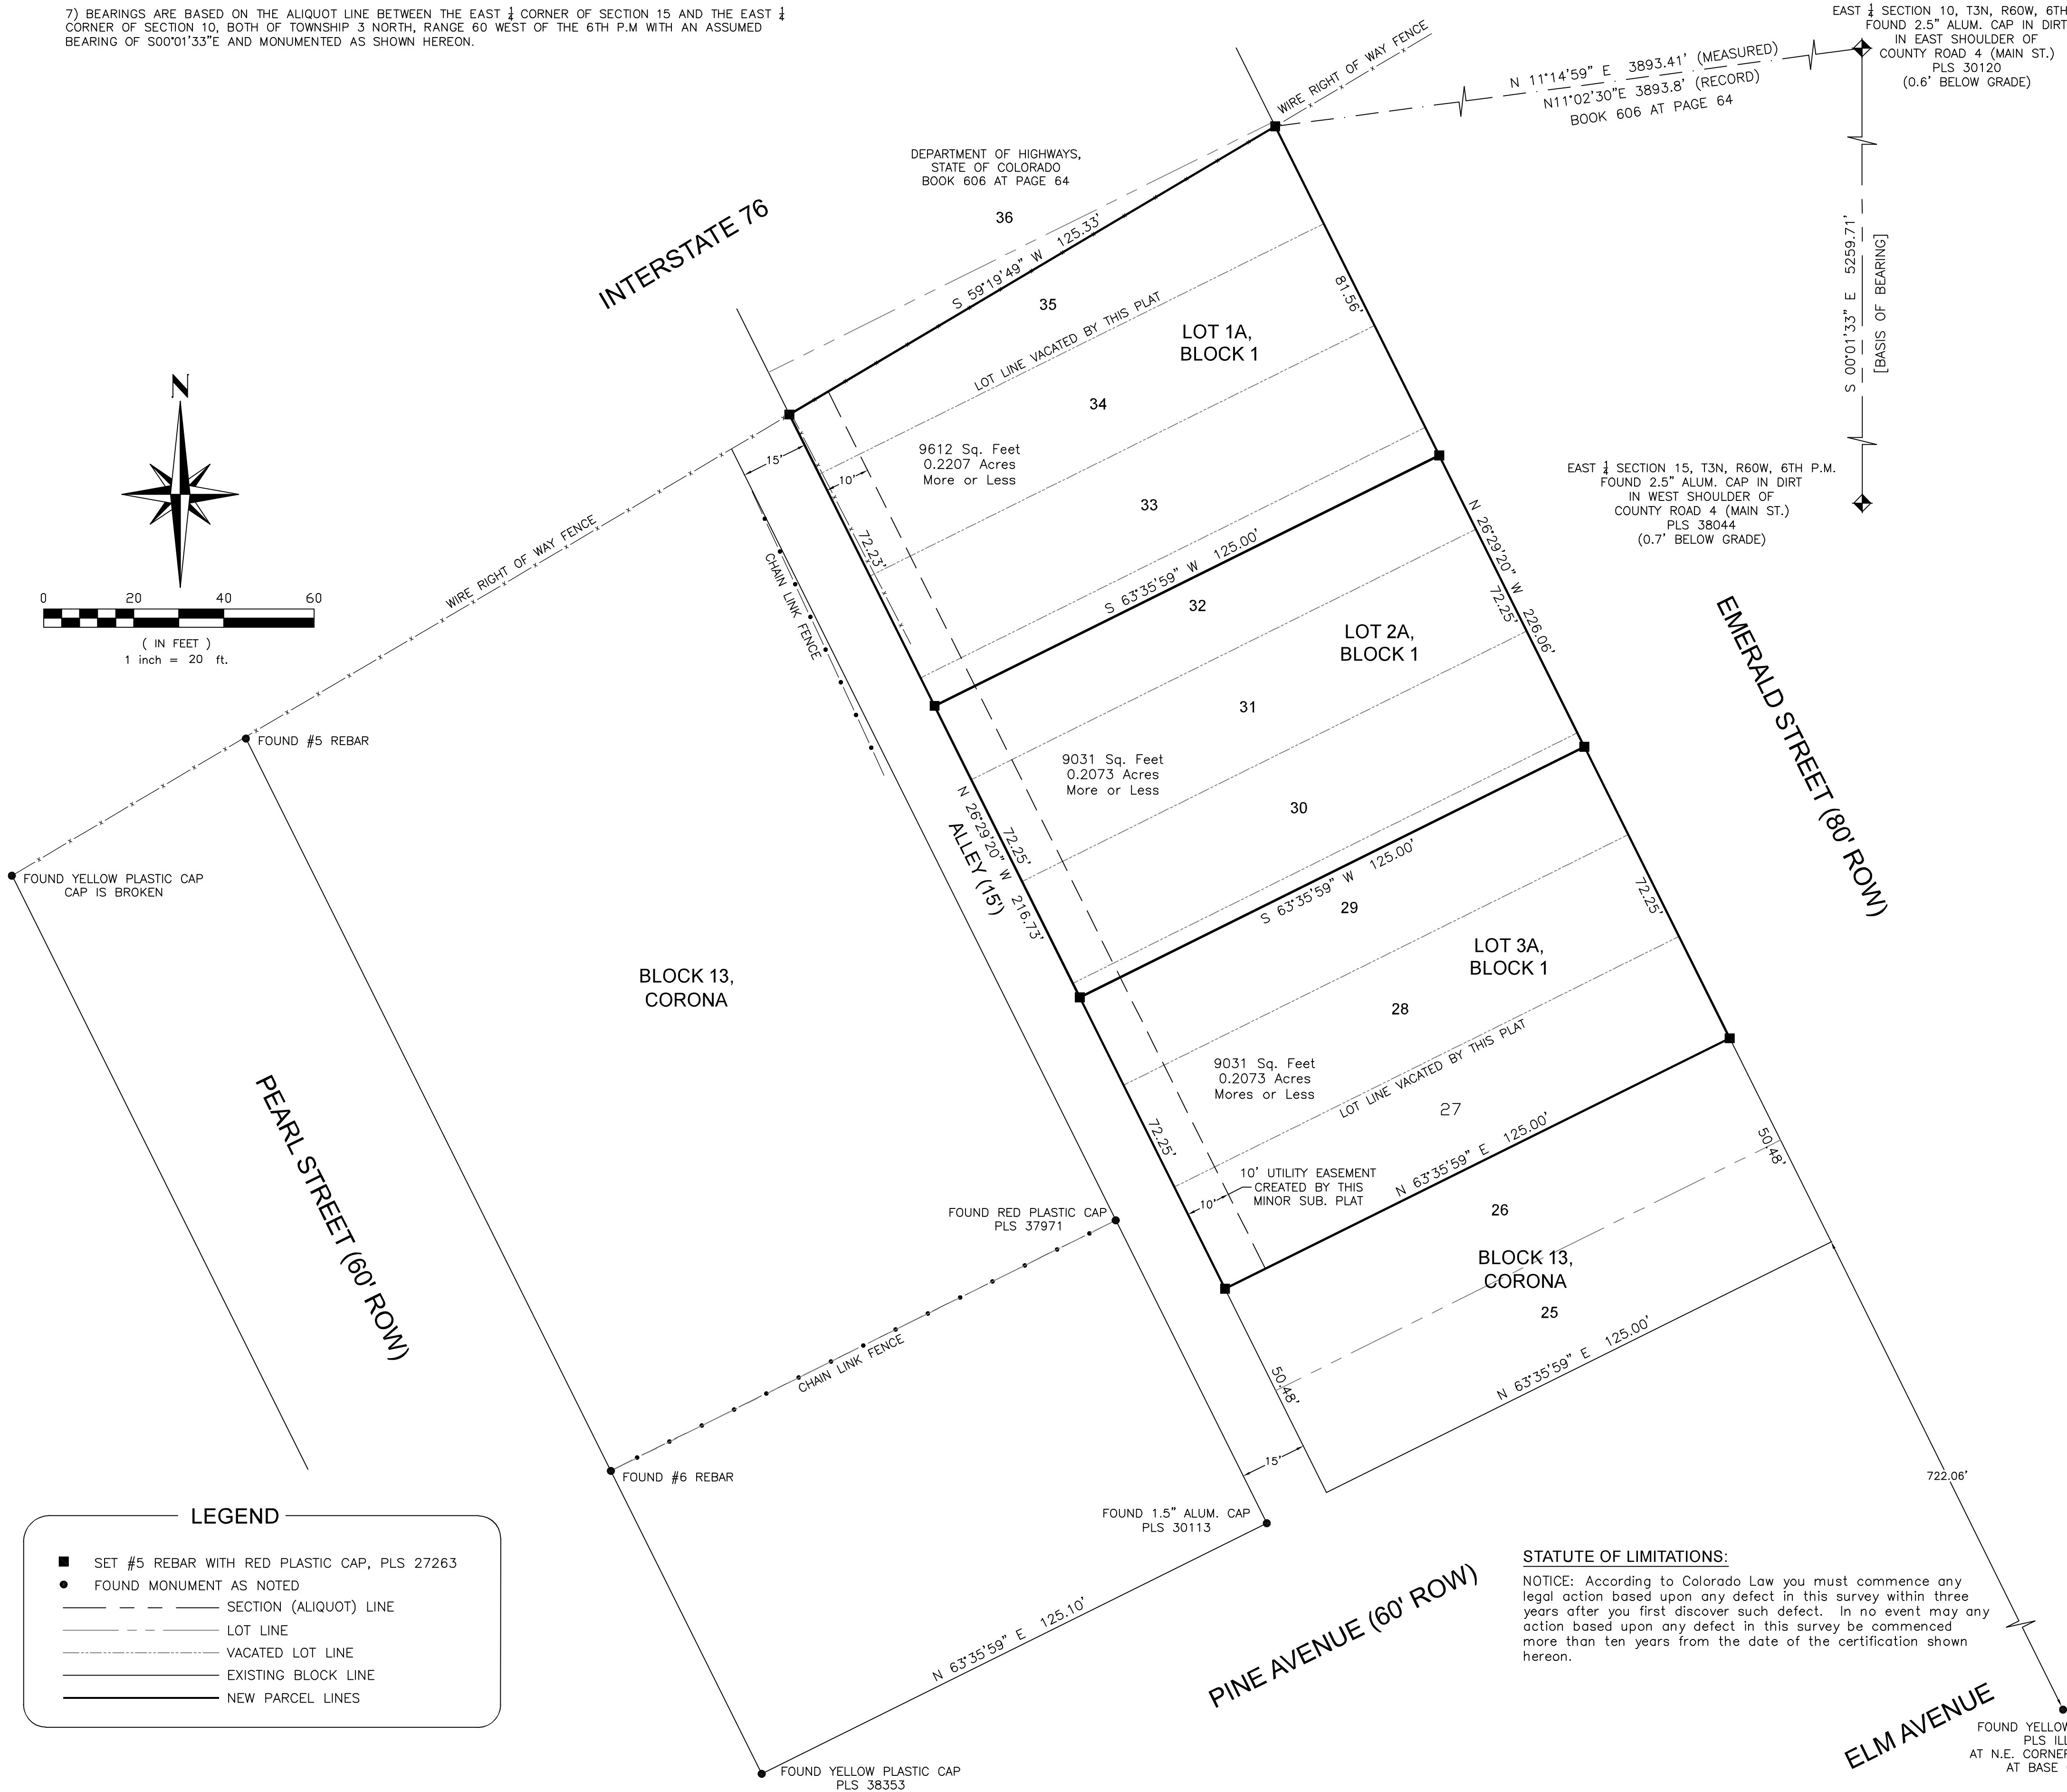 7) BEARINGS ARE BASED ON THE ALIQUOT LINE BETWEEN THE EAST 1/4 CORNER OF SECTION 15 AND THE EAST 1/4
CORNER OF SECTION 10, BOTH OF TOWNSHIP 3 NORTH, RANGE 60 WEST OF THE 6TH P.M WITH AN ASSUMED
BEARING OF S00°01'33"E AND MONUMENTED AS SHOWN HEREON.
EAST 1/4 SECTION 10, T3N, R60W, 6TH
FOUND 2.5" ALUM. CAP IN DIRT
IN EAST SHOULDER OF
COUNTY ROAD 4 (MAIN ST.)
PLS 30120
(0.6' BELOW GRADE)
WIRE RIGHT OF WAY FENCE
N 11°14'59" E 3893.41' (MEASURED)
N11°02'30"E 3893.8' (RECORD)
BOOK 606 AT PAGE 64
DEPARTMENT OF HIGHWAYS,
STATE OF COLORADO
BOOK 606 AT PAGE 64
36
INTERSTATE 76
S 59°19'49" W 125.33'
S 00°01'33" E 5259.71'
[BASIS OF BEARING]
35
81.56'
LOT LINE VACATED BY THIS PLAT
LOT 1A,
BLOCK 1
34
N
9612 Sq. Feet
0.2207 Acres
More or Less
15'
10'
33
72.23'
EAST 1/4 SECTION 15, T3N, R60W, 6TH P.M.
FOUND 2.5" ALUM. CAP IN DIRT
IN WEST SHOULDER OF
COUNTY ROAD 4 (MAIN ST.)
PLS 38044
(0.7' BELOW GRADE)
WIRE RIGHT OF WAY FENCE
CHAIN LINK FENCE
S 63°35'59" W 125.00'
32
N 26°29'20" W 226.06'
72.25'
0 20 40 60
( IN FEET )
1 inch = 20 ft.
LOT 2A,
BLOCK 1
EMERALD STREET (80' ROW)
31
FOUND #5 REBAR
9031 Sq. Feet
0.2073 Acres
More or Less
30
N 26°29'20" W 216.73'
72.25'
ALLEY (15')
S 63°35'59" W 125.00'
29
72.25'
FOUND YELLOW PLASTIC CAP
CAP IS BROKEN
LOT 3A,
BLOCK 1
BLOCK 13,
CORONA
28
9031 Sq. Feet
0.2073 Acres
Mores or Less
LOT LINE VACATED BY THIS PLAT
27
72.25'
N 63°35'59" E 125.00'
50.48'
10' UTILITY EASEMENT
CREATED BY THIS
MINOR SUB. PLAT
10'
PEARL STREET (60' ROW)
FOUND RED PLASTIC CAP
PLS 37971
26
BLOCK 13,
CORONA
25
CHAIN LINK FENCE
50.48'
N 63°35'59" E 125.00'
15'
FOUND #6 REBAR
722.06'
FOUND 1.5" ALUM. CAP
PLS 30113
LEGEND
SET #5 REBAR WITH RED PLASTIC CAP, PLS 27263
FOUND MONUMENT AS NOTED
SECTION (ALIQUOT) LINE
LOT LINE
VACATED LOT LINE
EXISTING BLOCK LINE
NEW PARCEL LINES
N 63°35'59" E 125.10'
PINE AVENUE (60' ROW)
STATUTE OF LIMITATIONS:
NOTICE: According to Colorado Law you must commence any
legal action based upon any defect in this survey within three
years after you first discover such defect. In no event may any
action based upon any defect in this survey be commenced
more than ten years from the date of the certification shown
hereon.
ELM AVENUE
FOUND YELLOW
PLS
AT N.E. CORNER
AT BASE
FOUND YELLOW PLASTIC CAP
PLS 38353